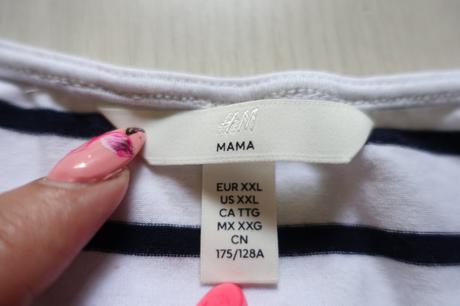 H&M
MAMA
EUR XXL
US XXL
CA TTG
MX XXG
CN
175/128A